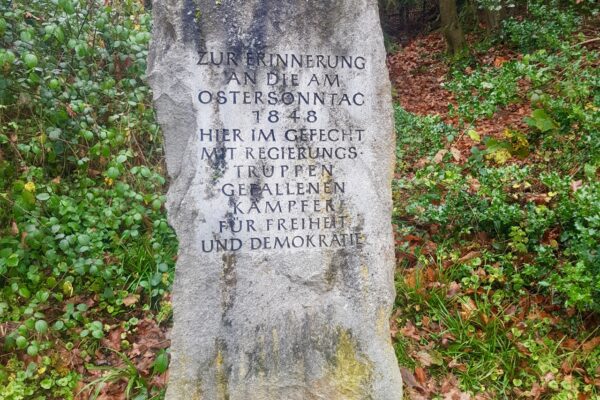 ZUR ERINNERUNG
AN DIE AM
OSTERSONNTAG
1848
HIER IM GEFECHT
MIT REGIERUNGS-
TRUPPEN
GEFALLENEN
KÄMPFER
FÜR FREIHEIT
UND DEMOKRATIE